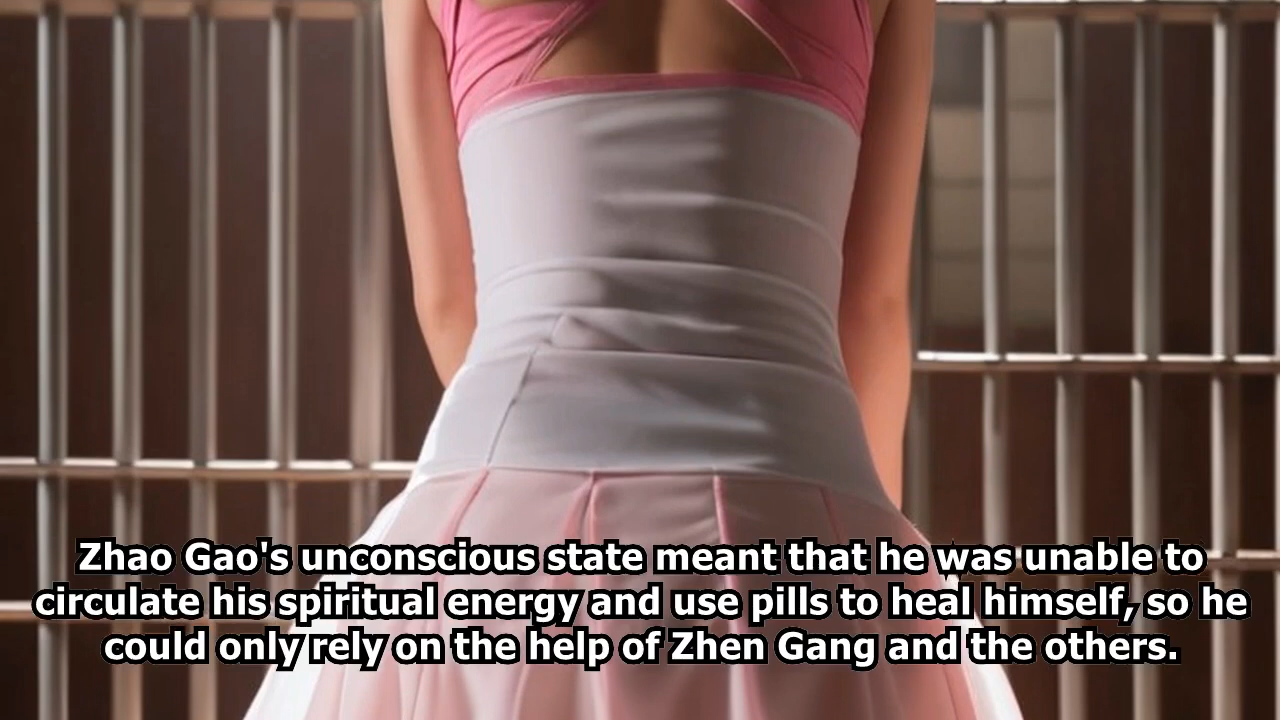 Zhao Gao's unconscious state meant that he was unable to
circulate his spiritual energy and use pills to heal himself, so he
could only rely on the help of Zhen Gang and the others.